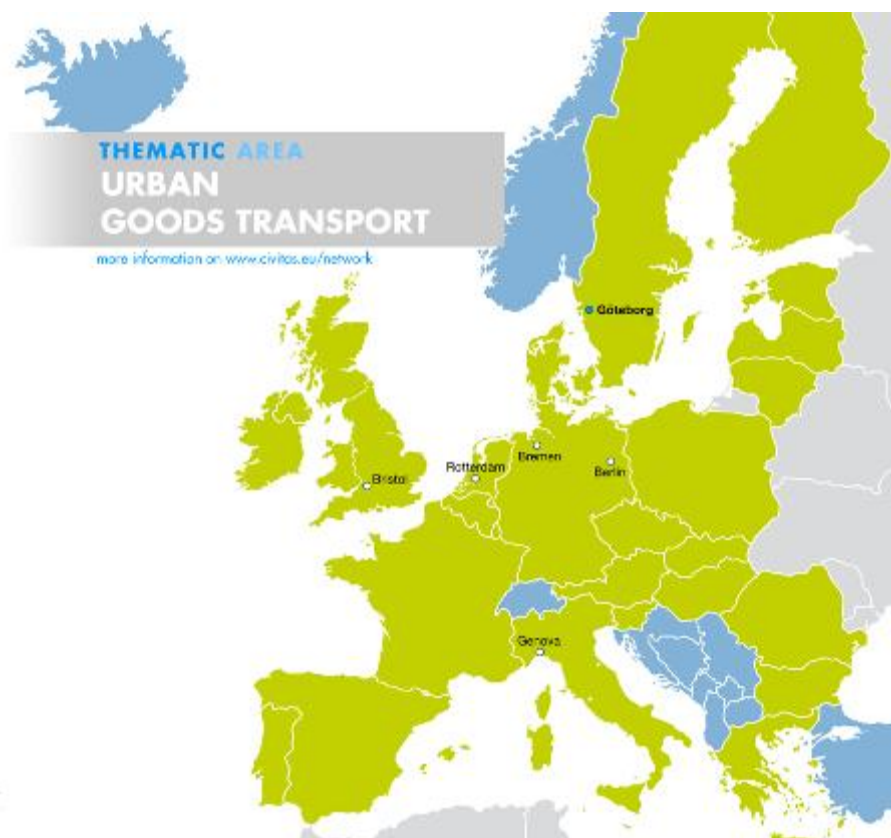 THEMATIC AREA
URBAN
GOODS TRANSPORT
more information on www.civitas.eu/network
Göteborg
Bremen
Rotterdam
Berlin
Bristol
Genova